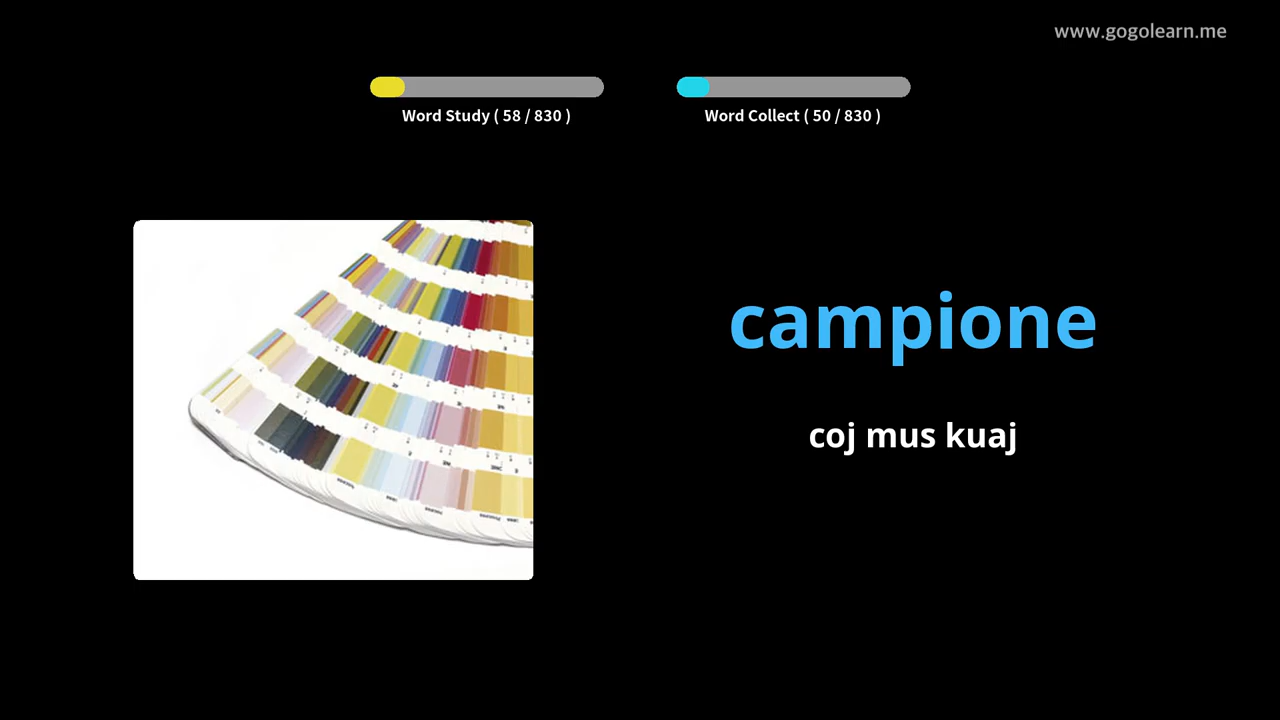 www.gogolearn.me
Word Study ( 58 / 830 )
Word Collect ( 50 / 830 )
campione
coj mus kuaj